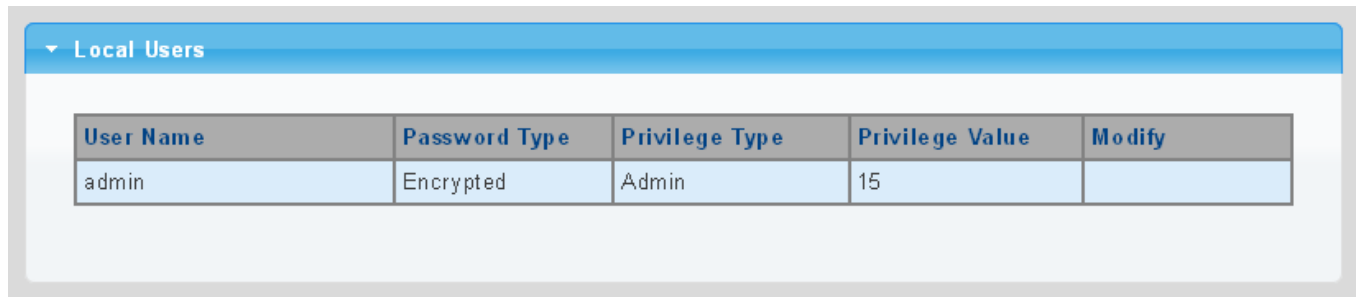 Local Users
User Name Password Type Privilege Type Privilege Value Modify
admin Encrypted Admin 15